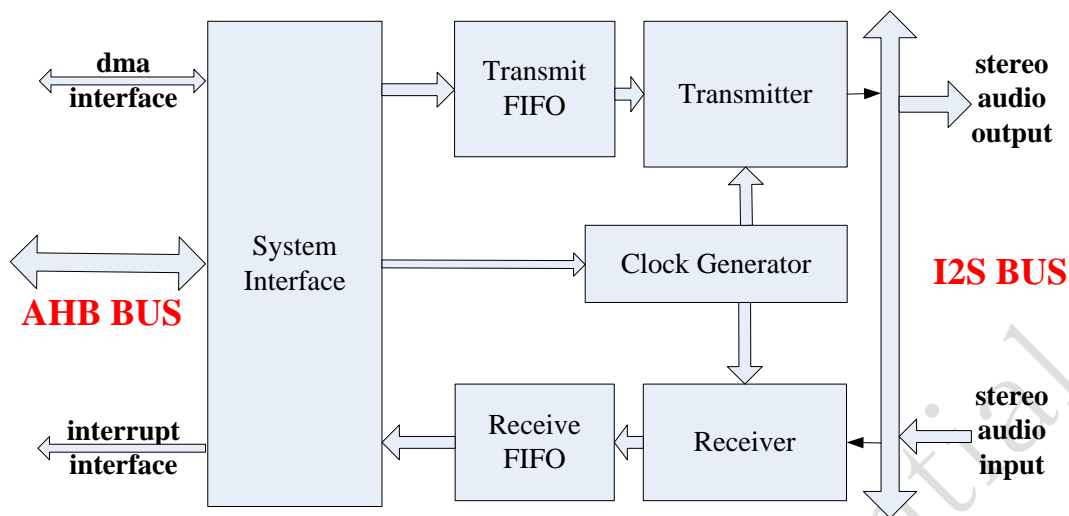 dma
interface
AHB BUS
interrupt
interface
System
Interface
Transmit
FIFO
Transmitter
Clock Generator
Receive
FIFO
Receiver
stereo
audio
output
I2S BUS
stereo
audio
input
ntial